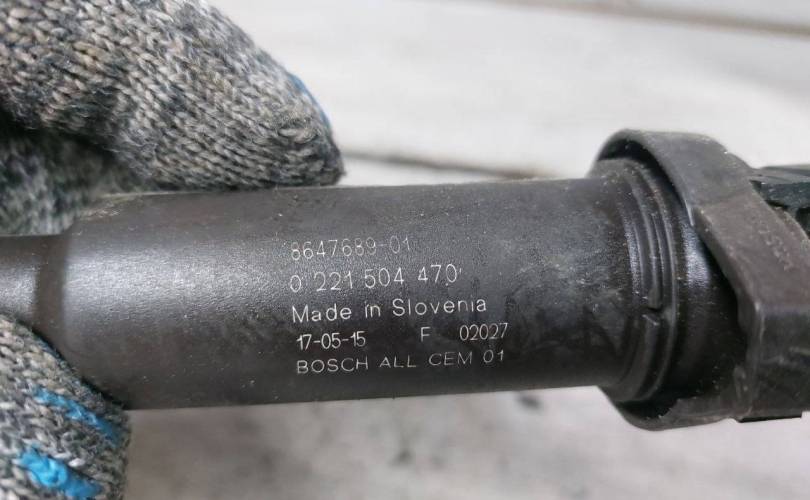 8647689-01
0 221 504 470
Made in Slovenia
17-05-15 F 02027
BOSCH ALL CEM 01